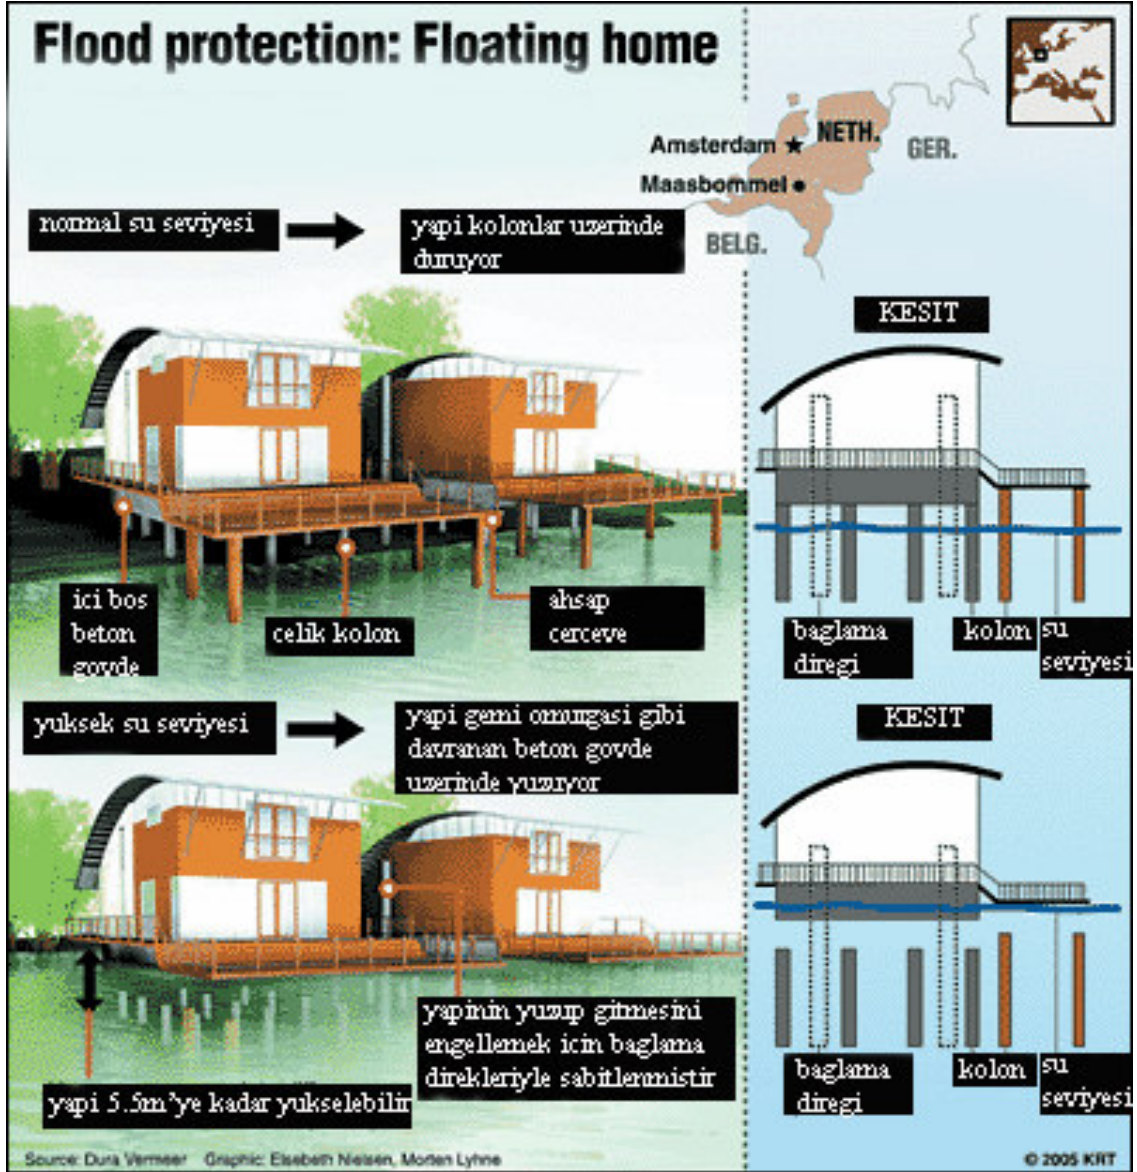 Flood protection: Floating home
Amsterdam
NETH.
GER.
Maasbommel
BELG.
normal su seviyesi
yapi kolonlar uzerinde
duruyor
KESIT
ici bos
beton
govde
celik kolon
ahsap
cerceve
baglama
diregi
kolon
su
seviyesi
yuksek su seviyesi
yapi gemi omurgasi gibi
davranan beton govde
uzerinde yuzuyor
KESIT
yapinin yuzup gitmesini
engellemek icin baglama
direkleriyle sabitlenmistir
yapi 5.5m'ye kadar yukselebilir
baglama
diregi
kolon
su
seviyesi
Source: Dura Vermeer Graphic: Elsebeth Nielsen, Morten Lyhne
© 2005 KRT